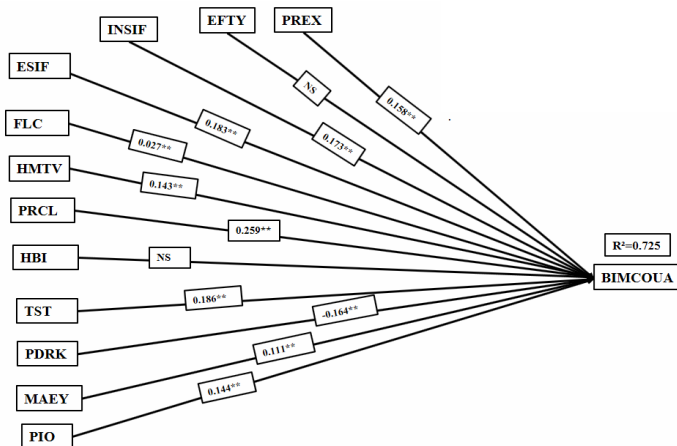 EFTY
PREX
INSIF
ESIF
NS
0.158**
FLC
0.183**
0.173**
0.027**
HMTV
0.143**
PRCL
0.259**
R²=0.725
HBI
NS
BIMCOUA
TST
0.186**
-0.164**
PDRK
0.111**
MAEY
0.144**
PIO